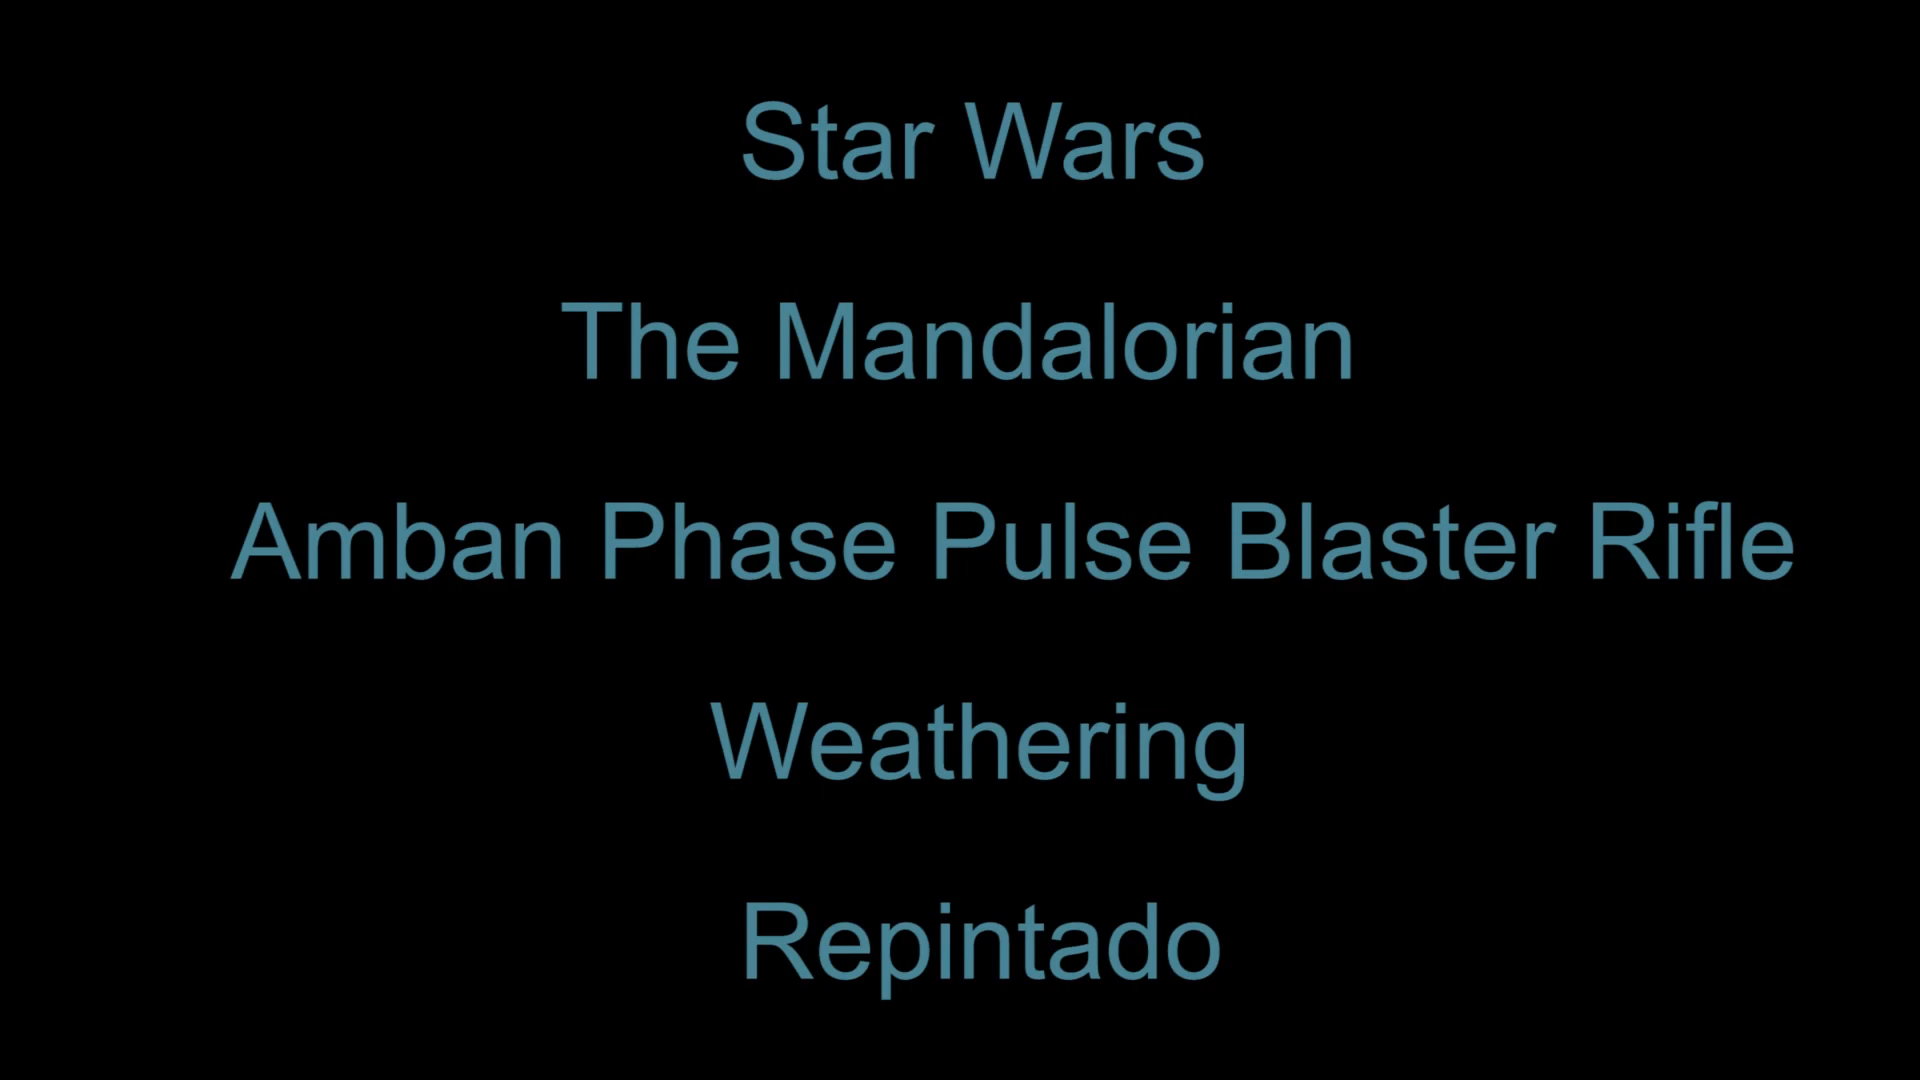 Star Wars
The Mandalorian
Amban Phase Pulse Blaster Rifle
Weathering
Repintado